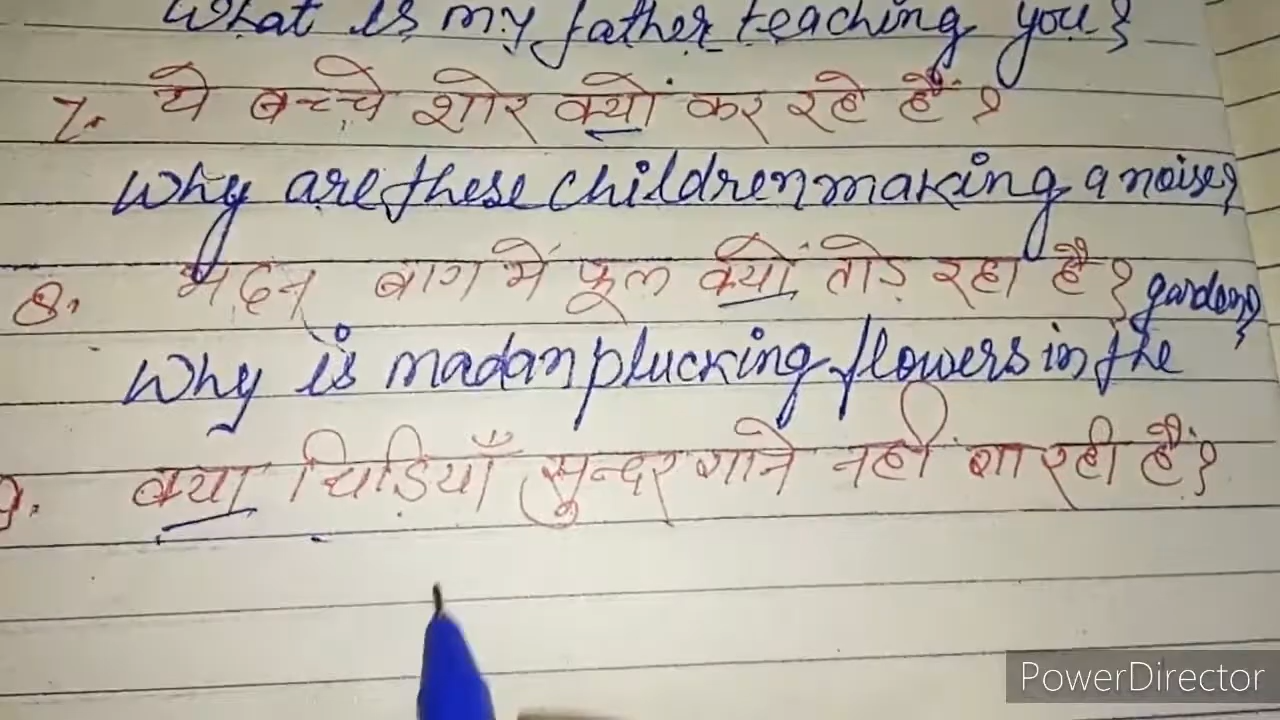 What is my father teaching you?
7. ये बच्चे शोर क्यों कर रहे हैं?
Why are these children making a noise?
8. मदन बाग में फूल क्यों तोड़ रहा है?
Why is madan plucking flowers in the garden?
9. क्या चिड़ियाँ सुन्दर गाने नहीं गा रही हैं?
PowerDirector